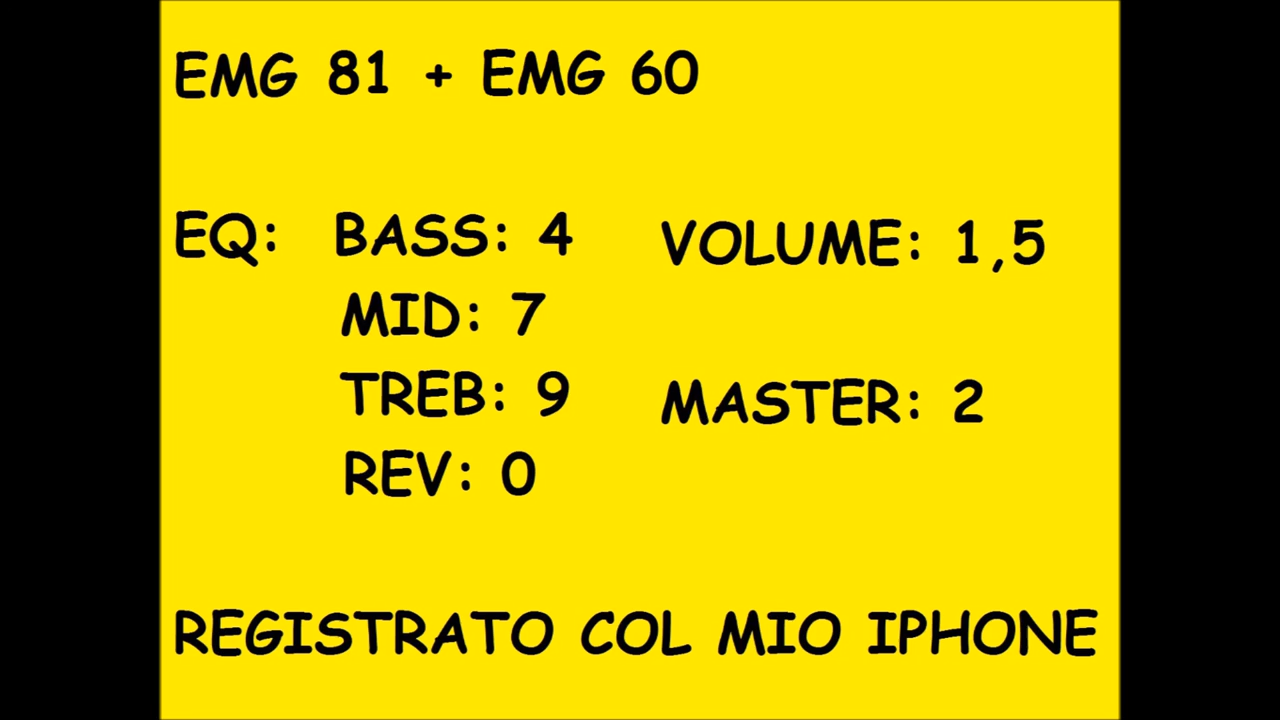 EMG 81 + EMG 60
EQ: BASS: 4 VOLUME: 1,5
MID: 7
TREB: 9 MASTER: 2
REV: 0
REGISTRATO COL MIO IPHONE